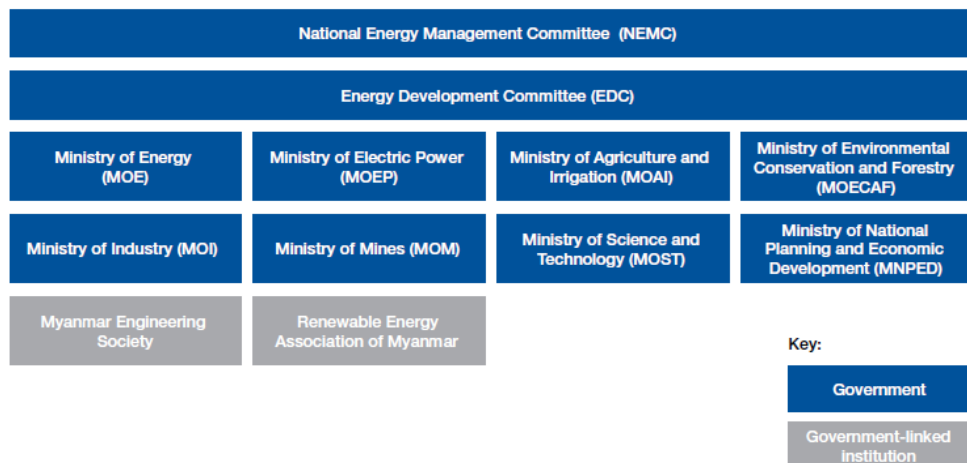 National Energy Management Committee (NEMC)
Energy Development Committee (EDC)
Ministry of Energy
(MOE)
Ministry of Electric Power
(MOEP)
Ministry of Agriculture and
Irrigation (MOAI)
Ministry of Environmental
Conservation and Forestry
(MOECAF)
Ministry of Industry (MOI)
Ministry of Mines (MOM)
Ministry of Science and
Technology (MOST)
Ministry of National
Planning and Economic
Development (MNPED)
Myanmar Engineering
Society
Renewable Energy
Association of Myanmar
Key:
Government
Government-linked
institution